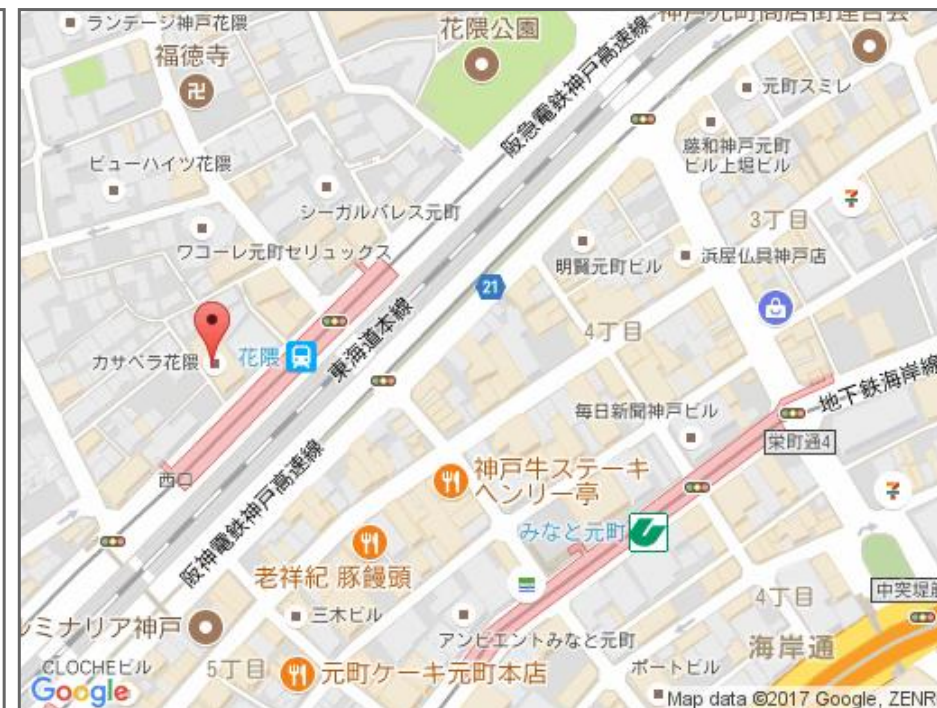 ランデージ神戸花隈
花隈公園
神戸元町商店街連合会
福徳寺
卍
阪急電鉄神戸高速線
元町スミレ
藤和神戸元町
ビル上堀ビル
ビューハイツ花隈
シーガルパレス元町
3丁目
ワコーレ元町セリュックス
明賢元町ビル
浜屋仏具神戸店
21
4丁目
カサベラ花隈
花隈
東海道本線
地下鉄海岸線
毎日新聞神戸ビル
栄町通4
神戸牛ステーキ
ヘンリー亭
西口
阪神電鉄神戸高速線
みなと元町
7
老祥紀 豚饅頭
三木ビル
4丁目
中突堤筋
ルミナリア神戸
アンビエントみなと元町
海岸通
CLOCHEビル
5丁目
元町ケーキ元町本店
ポートビル
Google
Map data ©2017 Google, ZENR